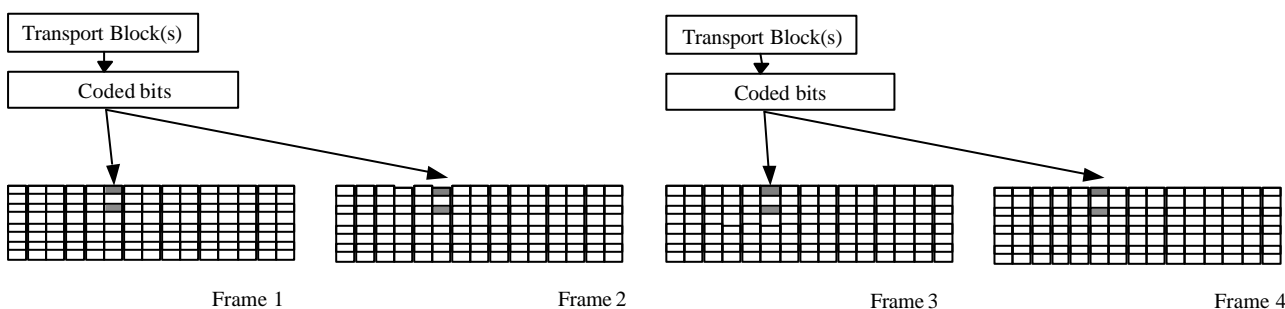 Transport Block(s)
Coded bits
Transport Block(s)
Coded bits
Frame 1
Frame 2
Frame 3
Frame 4